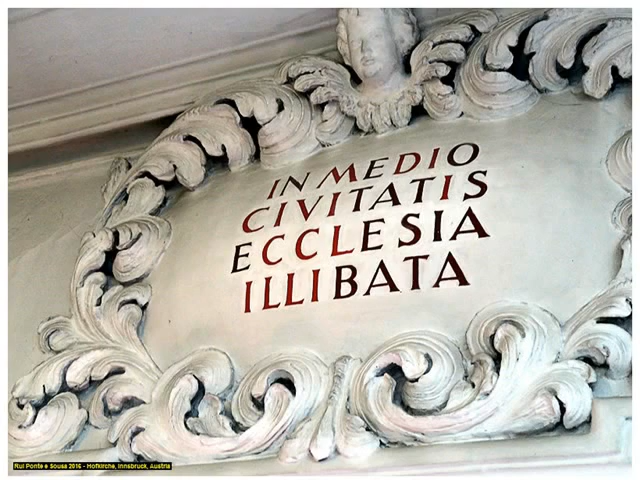 IN MEDIO
CIVITATIS
ECCLESIA
ILLIBATA
Rui Ponte e Sousa 2016 - Hofkirche, Innsbruck, Austria